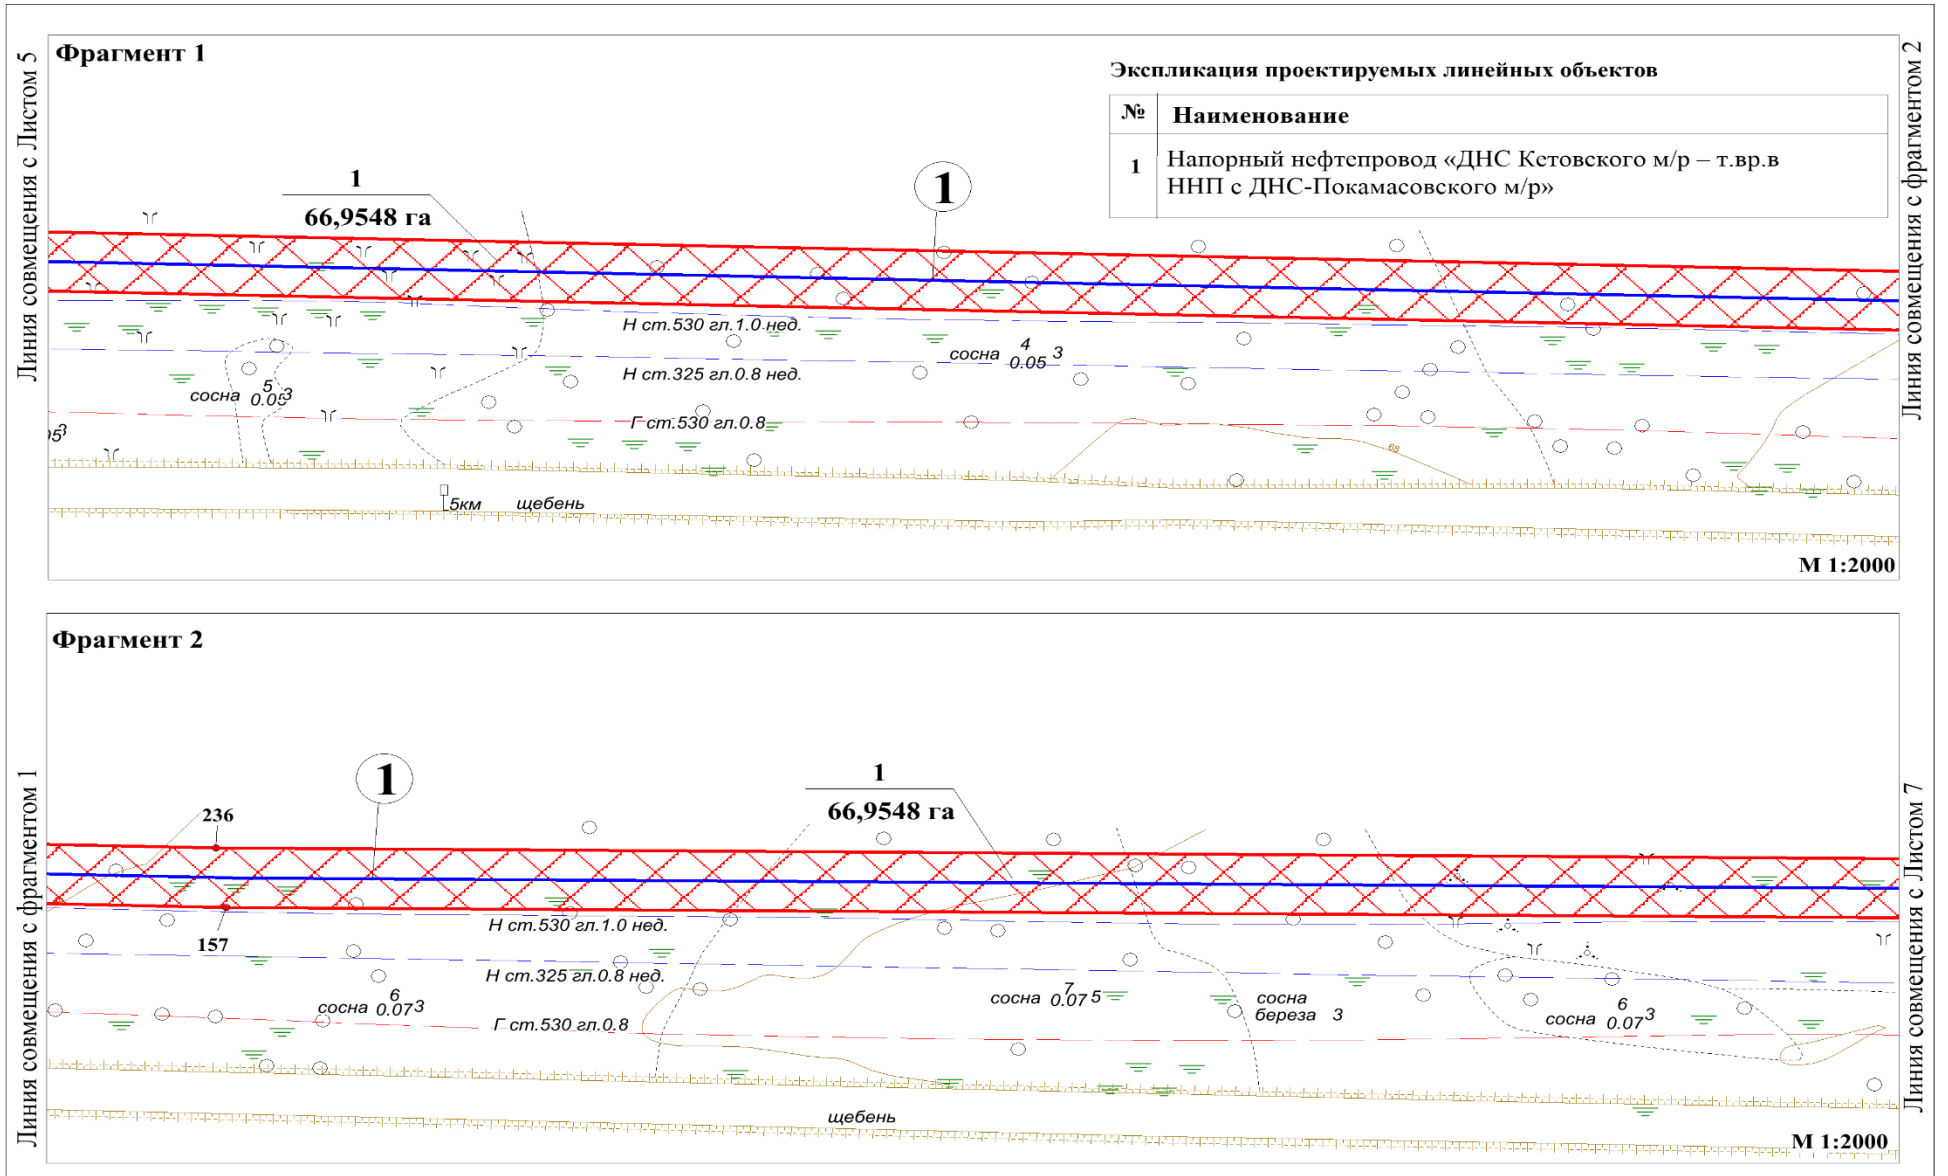 Линия совмещения с Листом 5
Фрагмент 1
Экспликация проектируемых линейных объектов
№ Наименование
1 Напорный нефтепровод «ДНС Кетовского м/р – т.вр.в
ННП с ДНС-Покамасовского м/р»
1
66,9548 га
1
Н ст.530 гл.1.0 нед.
сосна 4 0.05 3
Н ст.325 гл.0.8 нед.
сосна 5 0.05 3
Г ст.530 гл.0.8
05 3
68
5км щебень
М 1:2000
Линия совмещения с фрагментом 2
Линия совмещения с фрагментом 1
Фрагмент 2
1
1
66,9548 га
236
157
Н ст.530 гл.1.0 нед.
Н ст.325 гл.0.8 нед.
сосна 6 0.07 3
Г ст.530 гл.0.8
сосна 7 0.07 5
сосна
береза 3
сосна 6 0.07 3
щебень
М 1:2000
Линия совмещения с Листом 7